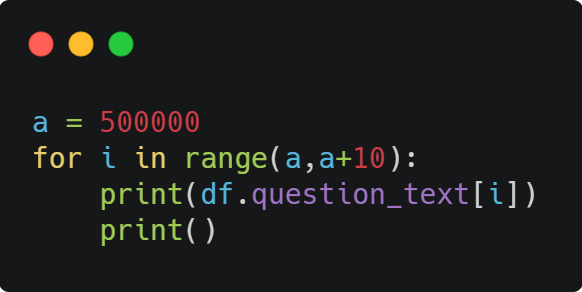 a = 500000
for i in range(a,a+10):
    print(df.question_text[i])
    print()